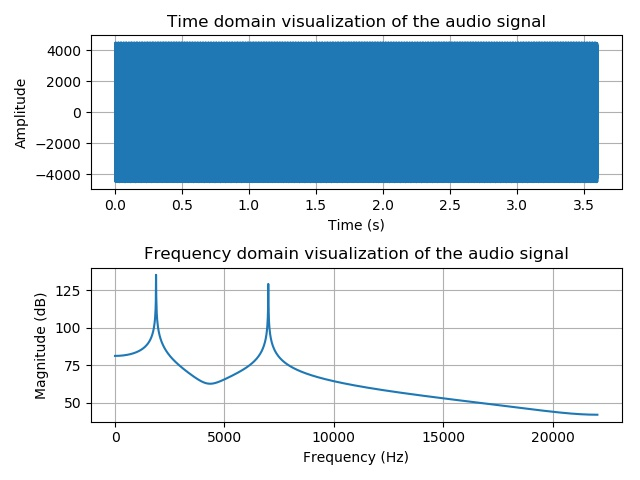 Time domain visualization of the audio signal
4000
2000
0
−2000
−4000
Amplitude
0.0 0.5 1.0 1.5 2.0 2.5 3.0 3.5
Time (s)
Frequency domain visualization of the audio signal
125
100
75
50
Magnitude (dB)
0 5000 10000 15000 20000
Frequency (Hz)